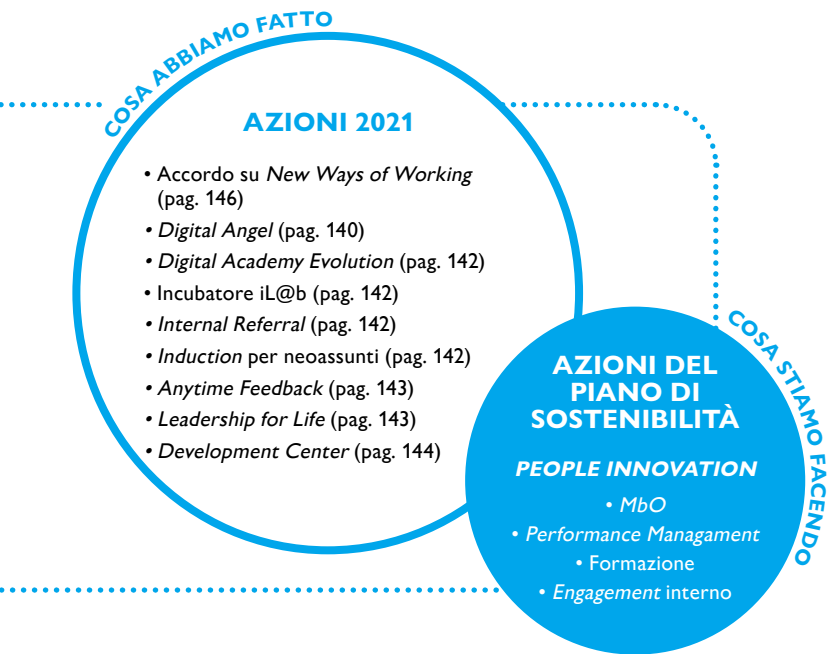 COSA ABBIAMO FATTO
AZIONI 2021
• Accordo su New Ways of Working
(pag. 146)
• Digital Angel (pag. 140)
• Digital Academy Evolution (pag. 142)
• Incubatore iL@b (pag. 142)
• Internal Referral (pag. 142)
• Induction per neoassunti (pag. 142)
• Anytime Feedback (pag. 143)
• Leadership for Life (pag. 143)
• Development Center (pag. 144)
COSA STIAMO FACENDO
AZIONI DEL
PIANO DI
SOSTENIBILITÀ
PEOPLE INNOVATION
• MbO
• Performance Managament
• Formazione
• Engagement interno